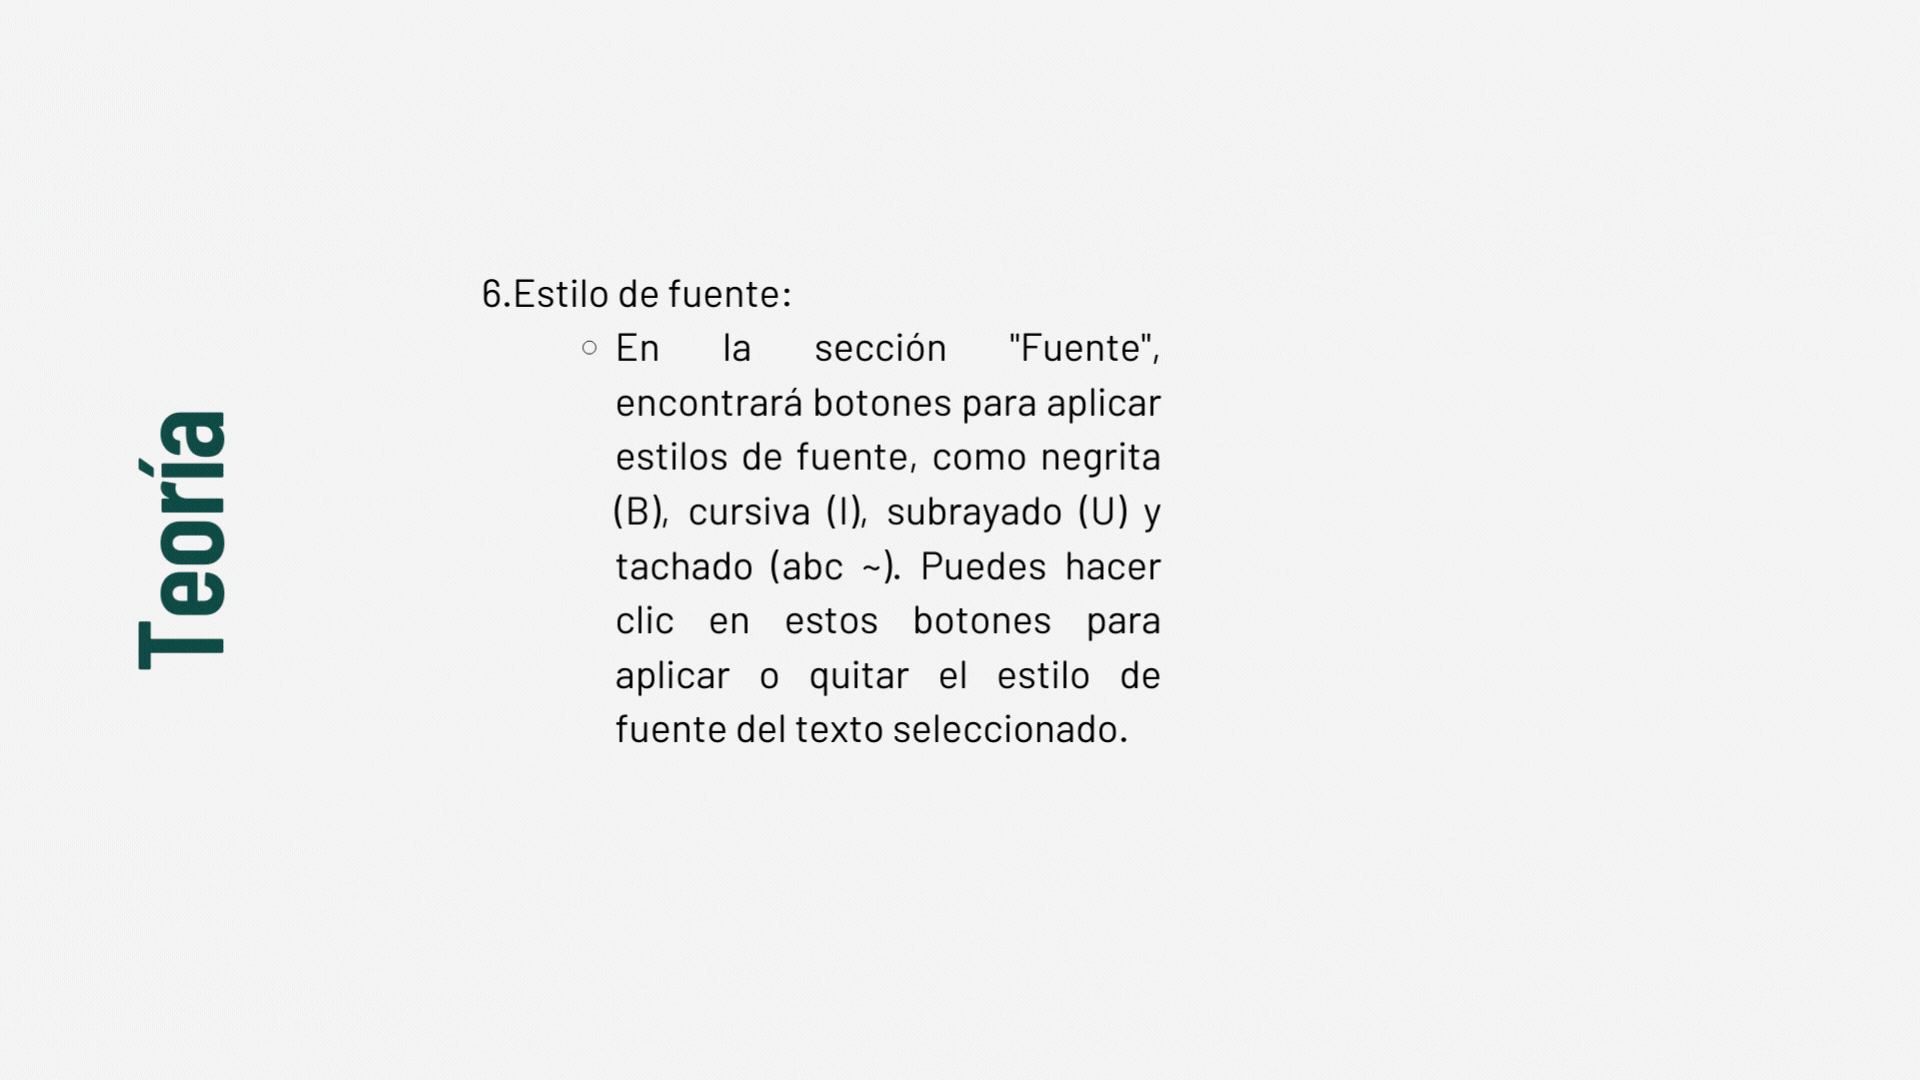 Teoría
6.Estilo de fuente:
○ En la sección "Fuente",
encontrará botones para aplicar
estilos de fuente, como negrita
(B), cursiva (I), subrayado (U) y
tachado (abc ~). Puedes hacer
clic en estos botones para
aplicar o quitar el estilo de
fuente del texto seleccionado.